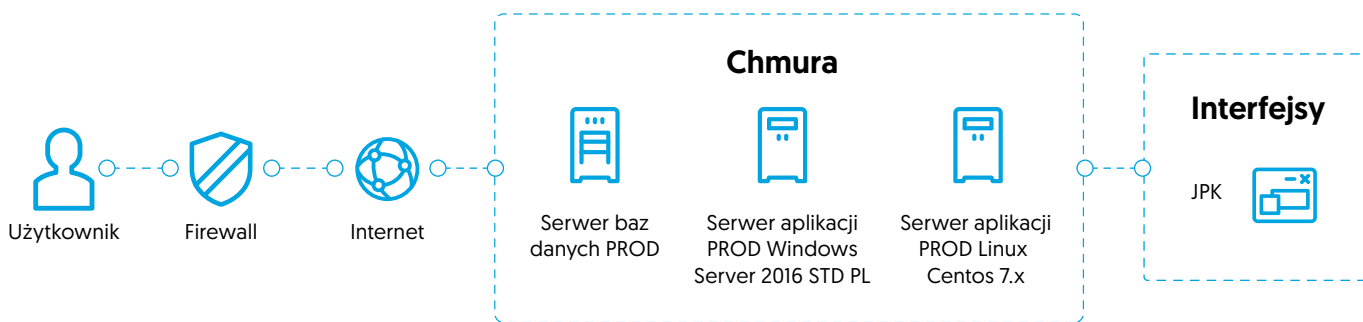 Chmura
Interfejsy
JPK
Użytkownik
Firewall
Internet
Serwer baz
danych PROD
Serwer aplikacji
PROD Windows
Server 2016 STD PL
Serwer aplikacji
PROD Linux
Centos 7.x